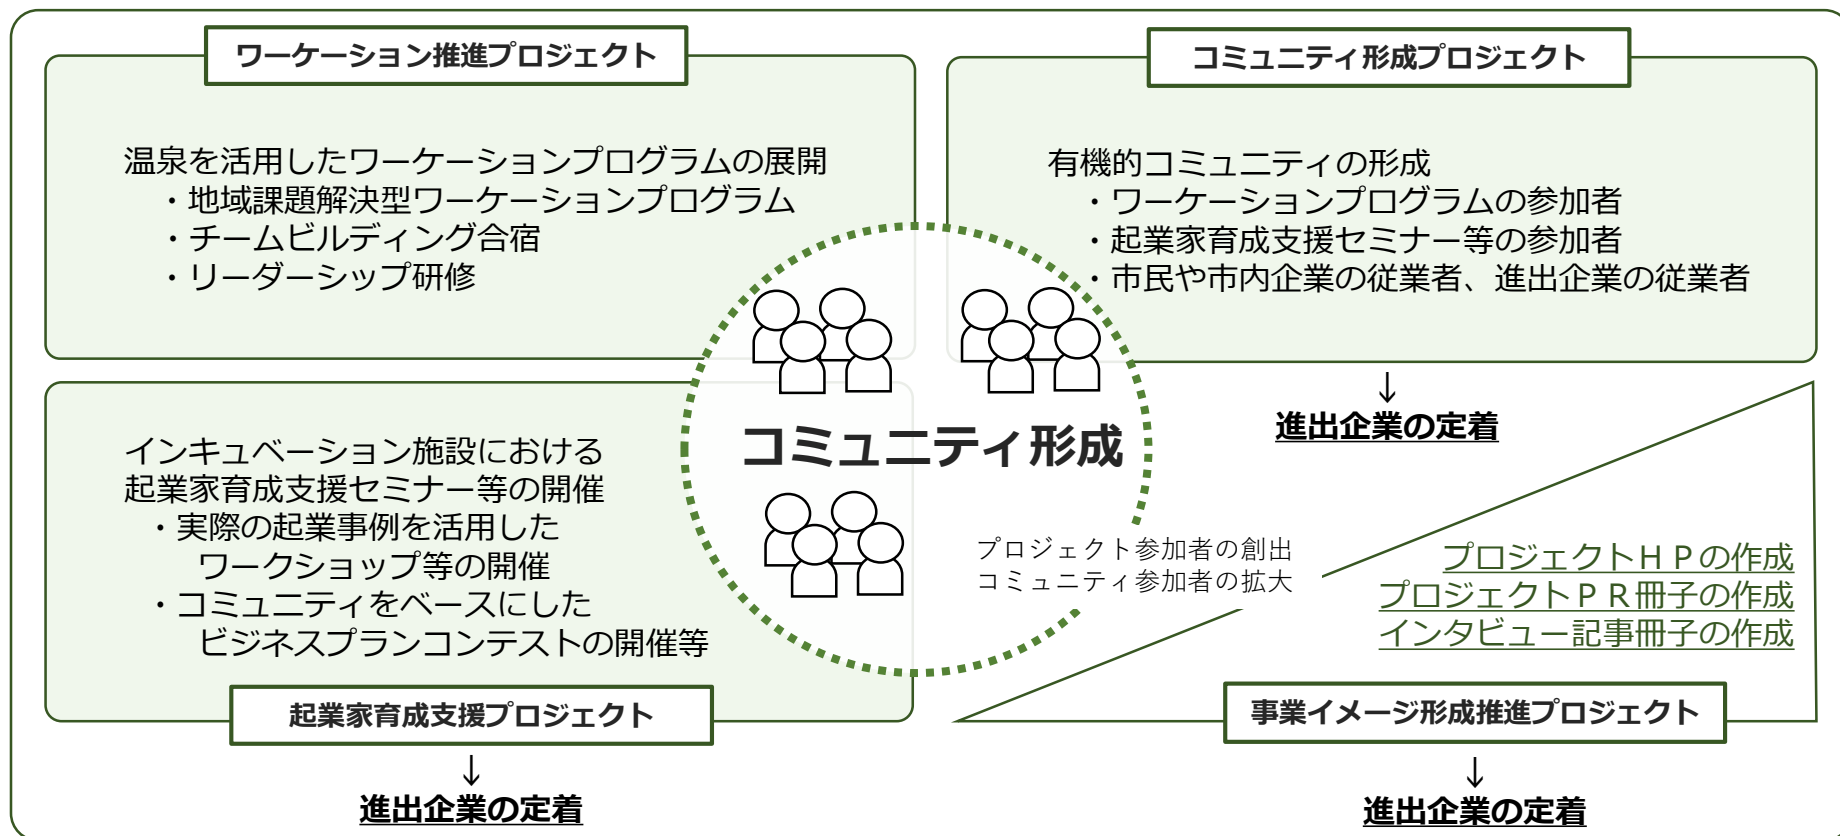 ワーケーション推進プロジェクト
温泉を活用したワーケーションプログラムの展開
・地域課題解決型ワーケーションプログラム
・チームビルディング合宿
・リーダーシップ研修
コミュニティ形成プロジェクト
有機的コミュニティの形成
・ワーケーションプログラムの参加者
・起業家育成支援セミナー等の参加者
・市民や市内企業の従業者、進出企業の従業者
↓
進出企業の定着
コミュニティ形成
プロジェクト参加者の創出
コミュニティ参加者の拡大
インキュベーション施設における
起業家育成支援セミナー等の開催
・実際の起業事例を活用した
ワークショップ等の開催
・コミュニティをベースにした
ビジネスプランコンテストの開催等
起業家育成支援プロジェクト
↓
進出企業の定着
プロジェクトＨＰの作成
プロジェクトＰＲ冊子の作成
インタビュー記事冊子の作成
事業イメージ形成推進プロジェクト
↓
進出企業の定着